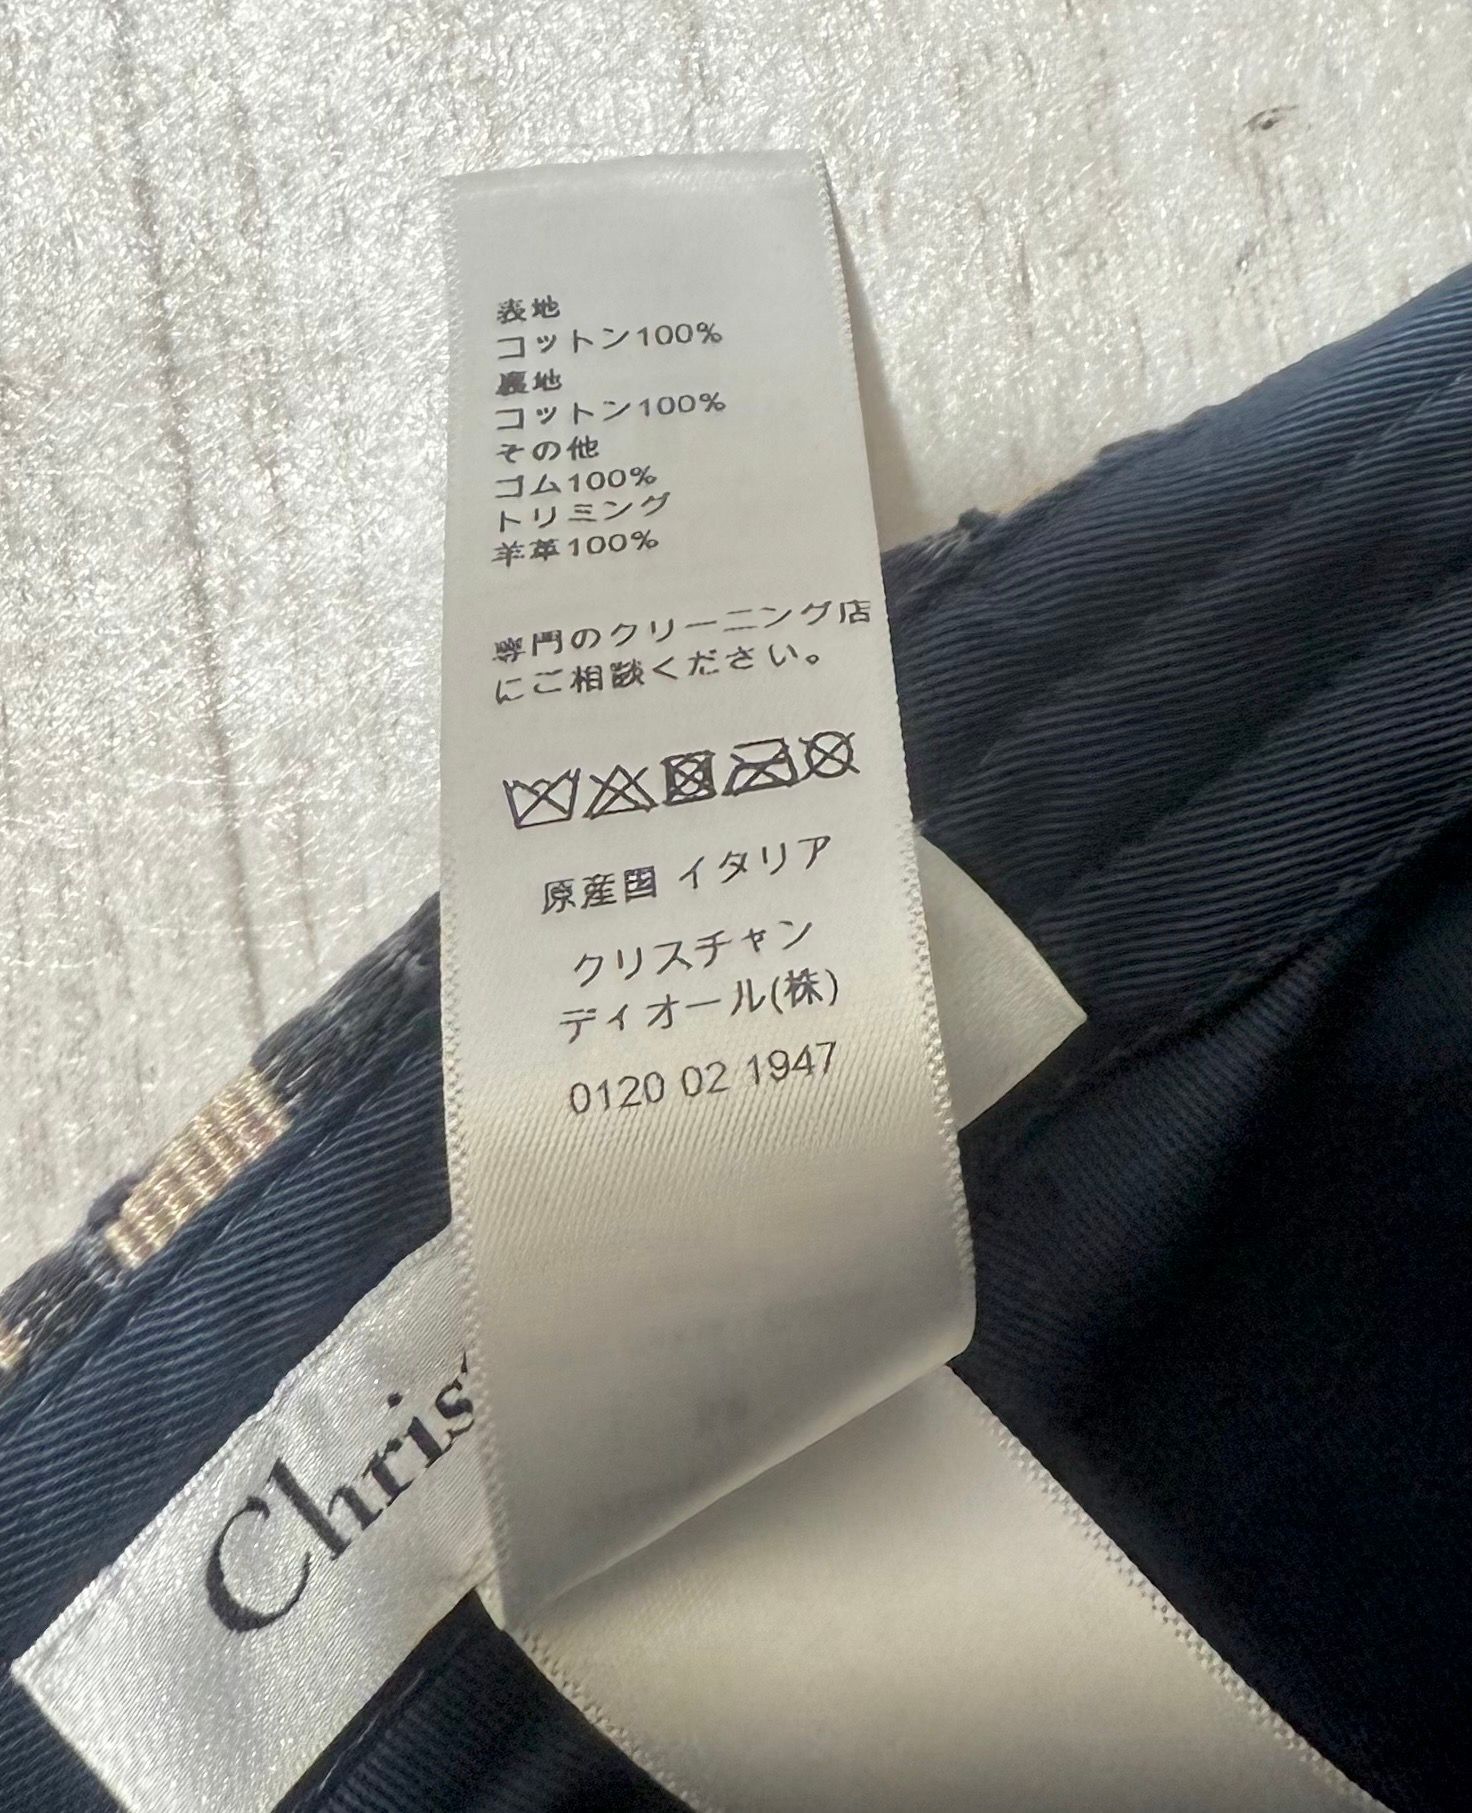 表地
コットン100%
裏地
コットン100%
その他
ゴム100%
トリミング
羊革100%
専門のクリーニング店
にご相談ください。
原産国 イタリア
クリスチャン
ディオール(株)
0120 02 1947
Chris